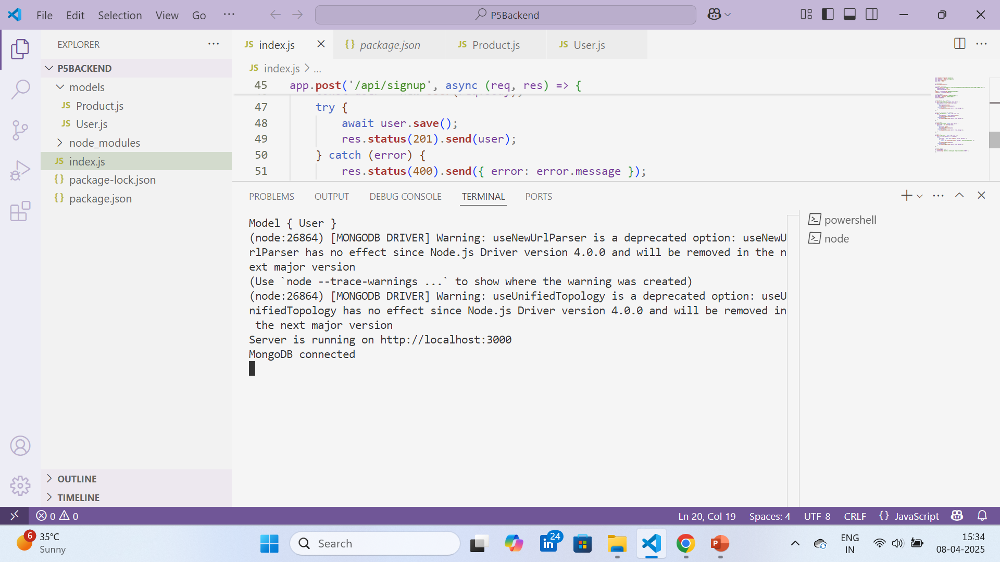 File Edit Selection View Go ···
P5Backend
EXPLORER ···
P5BACKEND
models
JS Product.js
JS User.js
node_modules
JS index.js
{} package-lock.json
{} package.json
OUTLINE
TIMELINE
JS index.js
{} package.json
JS Product.js
JS User.js
JS index.js > ...
45 app.post('/api/signup', async (req, res) => {
47 try {
48 await user.save();
49 res.status(201).send(user);
50 } catch (error) {
51 res.status(400).send({ error: error.message });
PROBLEMS OUTPUT DEBUG CONSOLE TERMINAL PORTS
Model { User }
(node:26864) [MONGODB DRIVER] Warning: useNewUrlParser is a deprecated option: useNewU
rlParser has no effect since Node.js Driver version 4.0.0 and will be removed in the n
ext major version
(Use `node --trace-warnings ...` to show where the warning was created)
(node:26864) [MONGODB DRIVER] Warning: useUnifiedTopology is a deprecated option: useU
nifiedTopology has no effect since Node.js Driver version 4.0.0 and will be removed in
the next major version
Server is running on http://localhost:3000
MongoDB connected
powershell
node
0 0
Ln 20, Col 19 Spaces: 4 UTF-8 CRLF {} JavaScript
6
35°C
Sunny
Search
24
ENG
IN
15:34
08-04-2025